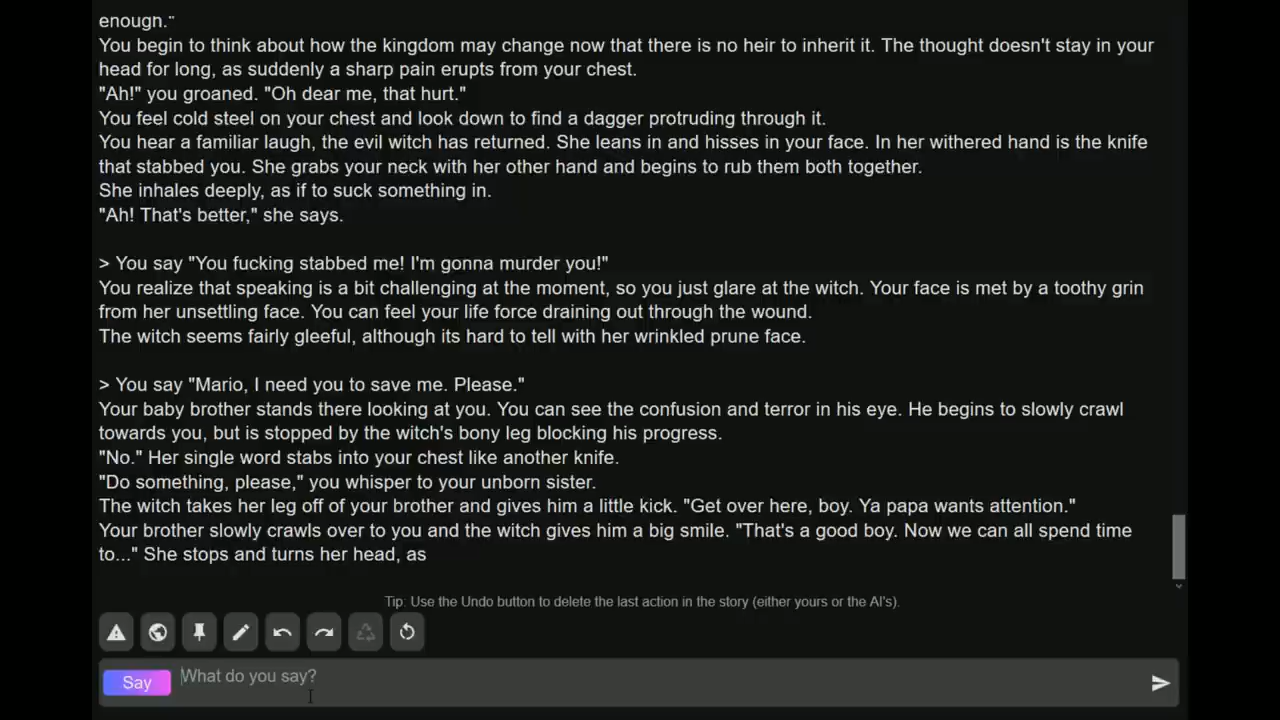 enough."
You begin to think about how the kingdom may change now that there is no heir to inherit it. The thought doesn't stay in your
head for long, as suddenly a sharp pain erupts from your chest.
"Ah!" you groaned. "Oh dear me, that hurt."
You feel cold steel on your chest and look down to find a dagger protruding through it.
You hear a familiar laugh, the evil witch has returned. She leans in and hisses in your face. In her withered hand is the knife
that stabbed you. She grabs your neck with her other hand and begins to rub them both together.
She inhales deeply, as if to suck something in.
"Ah! That's better," she says.
> You say "You fucking stabbed me! I'm gonna murder you!"
You realize that speaking is a bit challenging at the moment, so you just glare at the witch. Your face is met by a toothy grin
from her unsettling face. You can feel your life force draining out through the wound.
The witch seems fairly gleeful, although its hard to tell with her wrinkled prune face.
> You say "Mario, I need you to save me. Please."
Your baby brother stands there looking at you. You can see the confusion and terror in his eye. He begins to slowly crawl
towards you, but is stopped by the witch's bony leg blocking his progress.
"No." Her single word stabs into your chest like another knife.
"Do something, please," you whisper to your unborn sister.
The witch takes her leg off of your brother and gives him a little kick. "Get over here, boy. Ya papa wants attention."
Your brother slowly crawls over to you and the witch gives him a big smile. "That's a good boy. Now we can all spend time
to..." She stops and turns her head, as
Tip: Use the Undo button to delete the last action in the story (either yours or the AI's).
Say
What do you say?